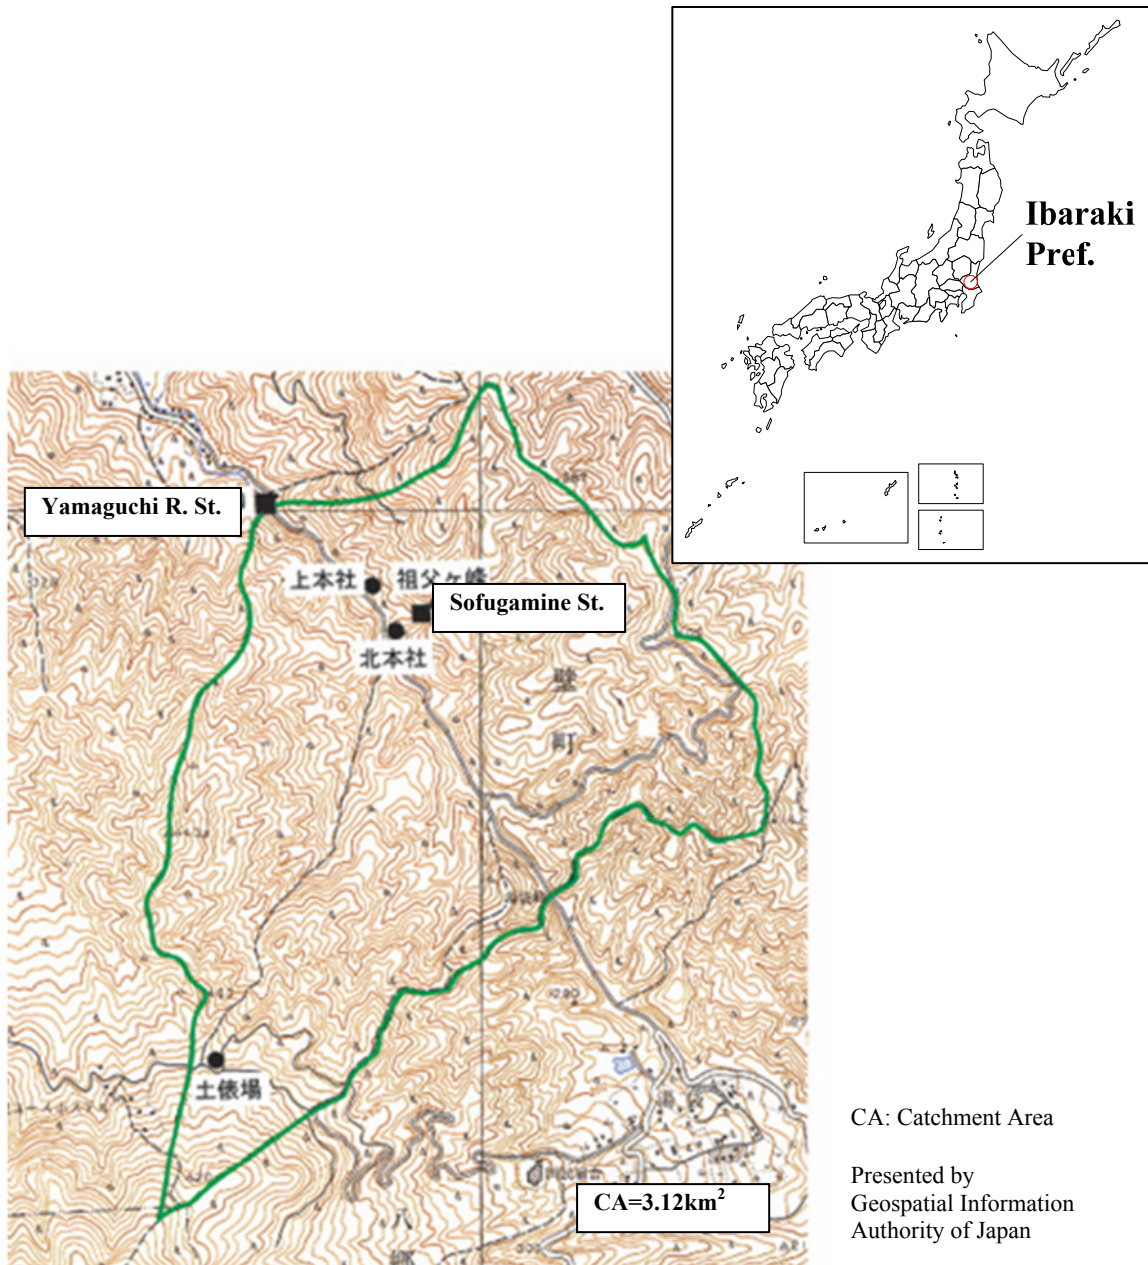 Ibaraki
Pref.
Yamaguchi R. St.
上本社
祖父ヶ峰
Sofugamine St.
北本社
壁
町
280
土俵場
CA=3.12km²
CA: Catchment Area
Presented by
Geospatial Information
Authority of Japan